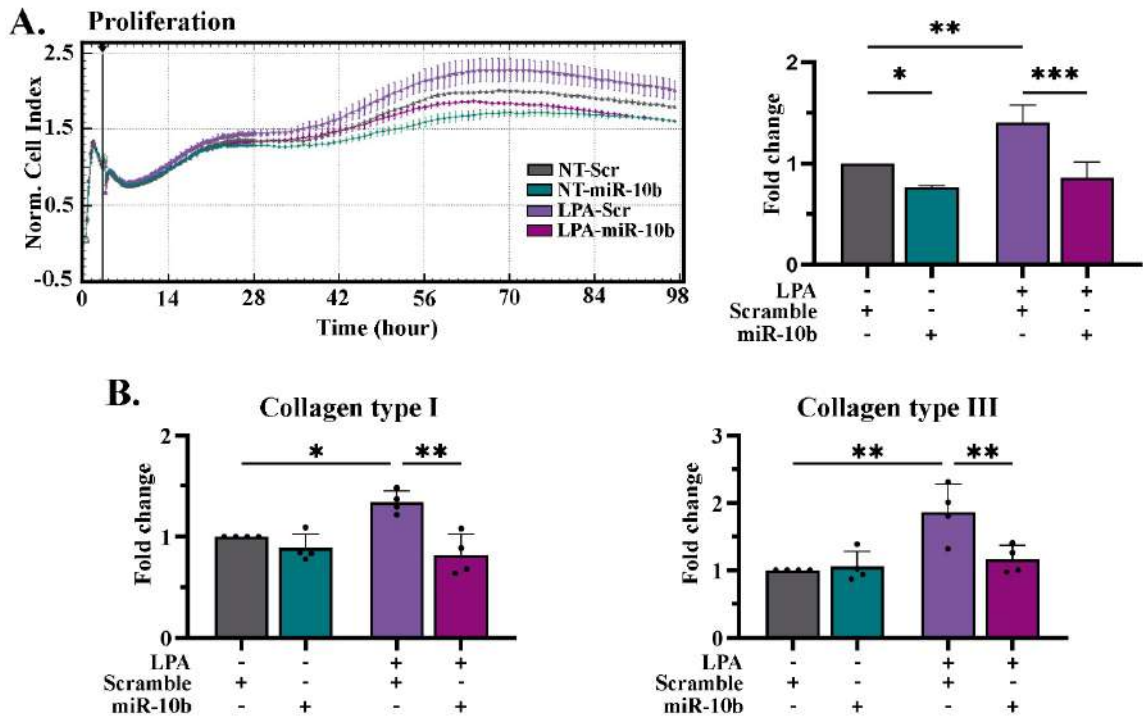 A.
Proliferation
2.5
1.5
0.5
-0.5
Norm. Cell Index
0 14 28 42 56 70 84 98
Time (hour)
NT-Scr
NT-miR-10b
LPA-Scr
LPA-miR-10b
2
1
0
Fold change
**
* ***
LPA - - + +
Scramble + - + -
miR-10b - + - +
B.
Collagen type I
2
1
0
Fold change
* **
LPA - - + +
Scramble + - + -
miR-10b - + - +
Collagen type III
3
2
1
0
Fold change
** **
LPA - - + +
Scramble + - + -
miR-10b - + - +